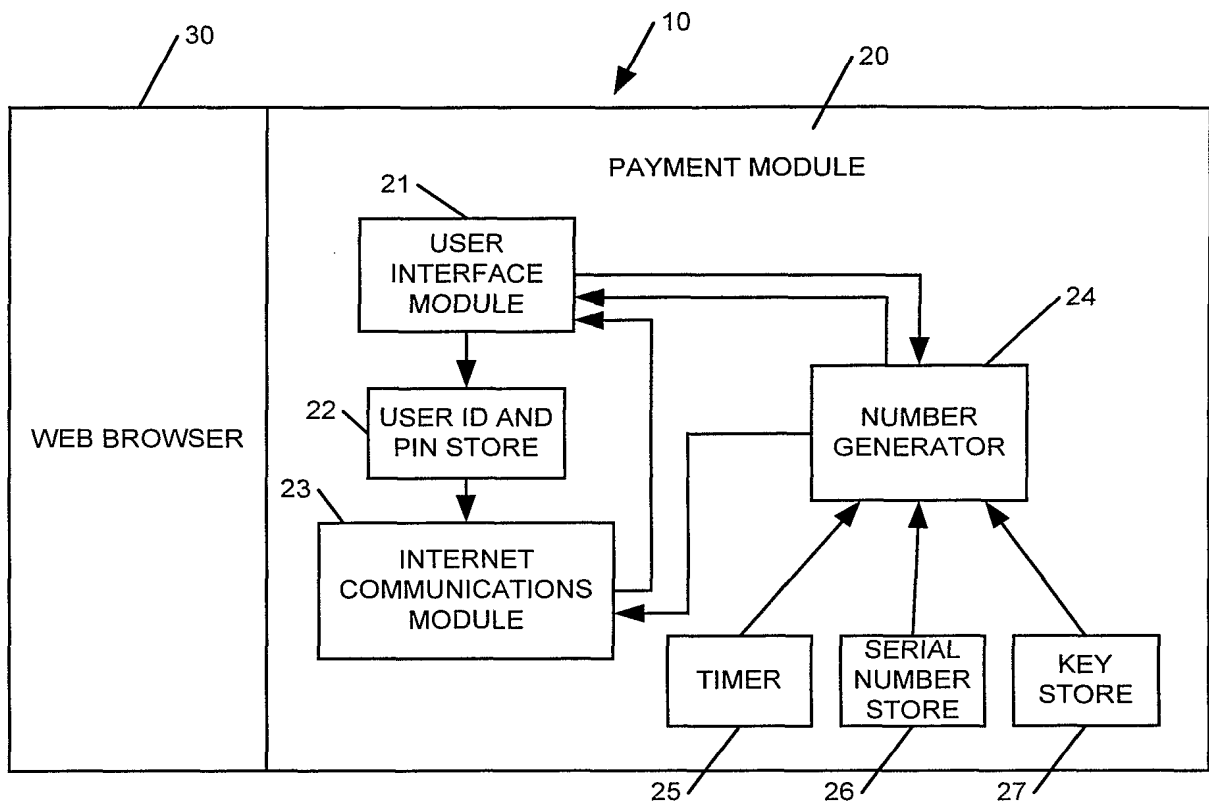 30
10
20
PAYMENT MODULE
21
USER
INTERFACE
MODULE
24
22
USER ID AND
PIN STORE
WEB BROWSER
NUMBER
GENERATOR
23
INTERNET
COMMUNICATIONS
MODULE
TIMER
SERIAL
NUMBER
STORE
KEY
STORE
25
26
27